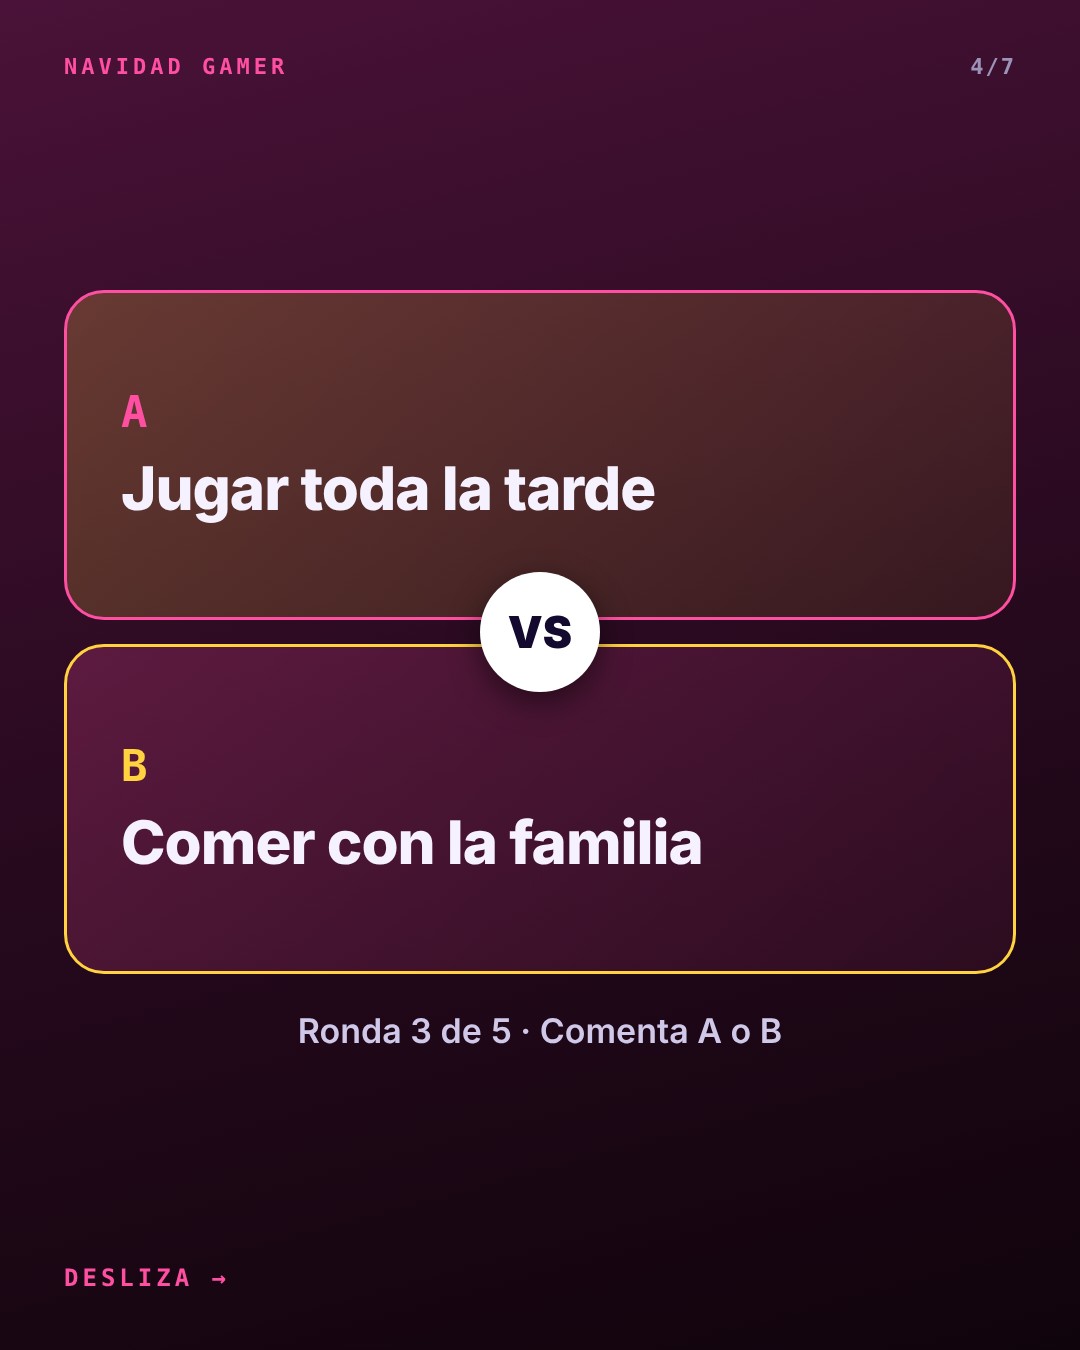 NAVIDAD GAMER
4/7
A
Jugar toda la tarde
VS
B
Comer con la familia
Ronda 3 de 5 · Comenta A o B
DESLIZA →